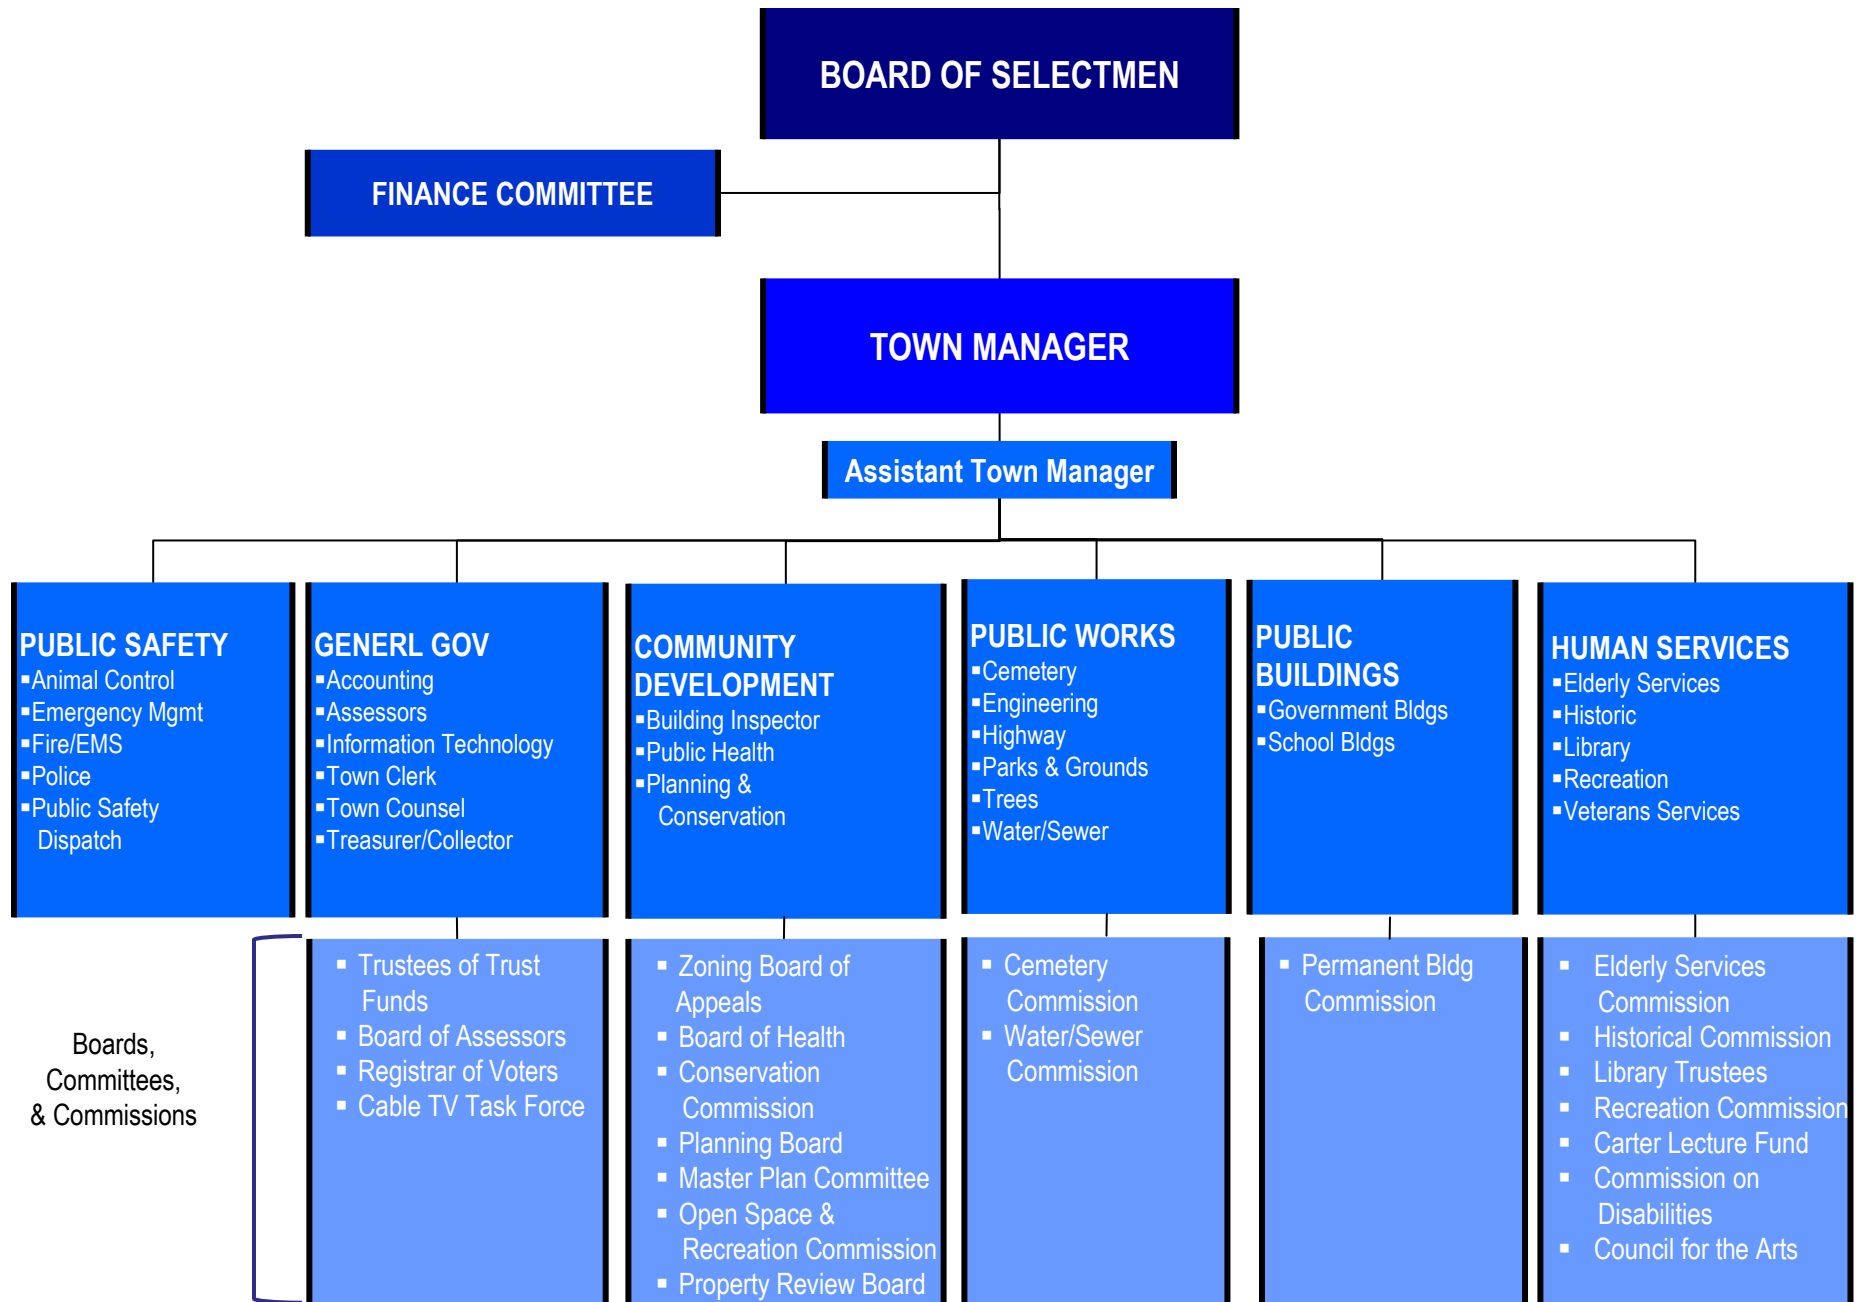 BOARD OF SELECTMEN
FINANCE COMMITTEE
TOWN MANAGER
Assistant Town Manager
PUBLIC SAFETY
▪Animal Control
▪Emergency Mgmt
▪Fire/EMS
▪Police
▪Public Safety
Dispatch
GENERL GOV
▪Accounting
▪Assessors
▪Information Technology
▪Town Clerk
▪Town Counsel
▪Treasurer/Collector
COMMUNITY
DEVELOPMENT
▪Building Inspector
▪Public Health
▪Planning &
Conservation
PUBLIC WORKS
▪Cemetery
▪Engineering
▪Highway
▪Parks & Grounds
▪Trees
▪Water/Sewer
PUBLIC
BUILDINGS
▪Government Bldgs
▪School Bldgs
HUMAN SERVICES
▪Elderly Services
▪Historic
▪Library
▪Recreation
▪Veterans Services
Boards,
Committees,
& Commissions
▪ Trustees of Trust
Funds
▪ Board of Assessors
▪ Registrar of Voters
▪ Cable TV Task Force
▪ Zoning Board of
Appeals
▪ Board of Health
▪ Conservation
Commission
▪ Planning Board
▪ Master Plan Committee
▪ Open Space &
Recreation Commission
▪ Property Review Board
▪ Cemetery
Commission
▪ Water/Sewer
Commission
▪ Permanent Bldg
Commission
▪ Elderly Services
Commission
▪ Historical Commission
▪ Library Trustees
▪ Recreation Commission
▪ Carter Lecture Fund
▪ Commission on
Disabilities
▪ Council for the Arts